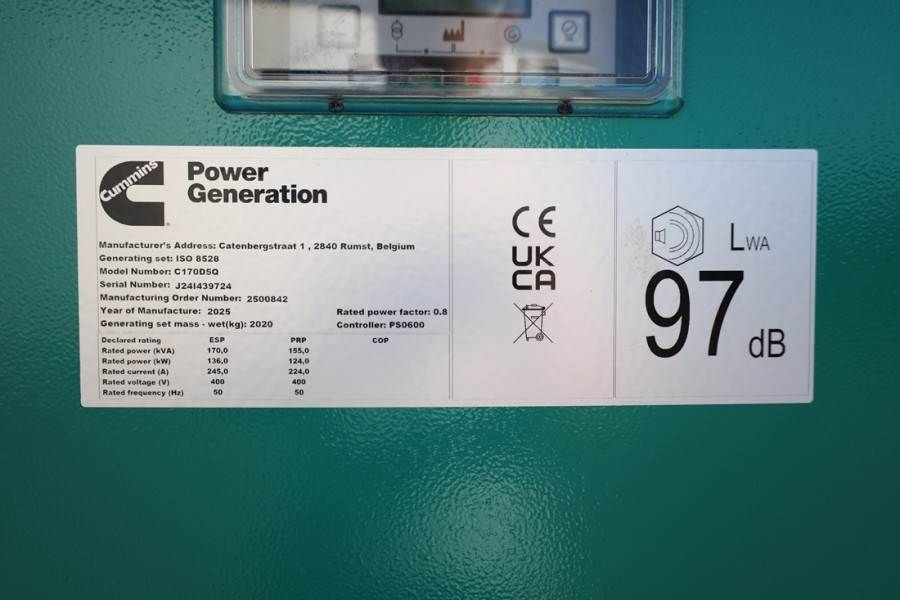 Cummins
Power
Generation
Manufacturer's Address: Catenbergstraat 1 , 2840 Rumst, Belgium
Generating set: ISO 8528
Model Number: C170D5Q
Serial Number: J24I439724
Manufacturing Order Number: 2500842
Year of Manufacture: 2025 Rated power factor: 0.8
Generating set mass - wet(kg): 2020 Controller: PS0600
Declared rating ESP PRP COP
Rated power (kVA) 170,0 155,0
Rated power (kW) 136,0 124,0
Rated current (A) 245,0 224,0
Rated voltage (V) 400 400
Rated frequency (Hz) 50 50
CE
UK
CA
LWA
97 dB